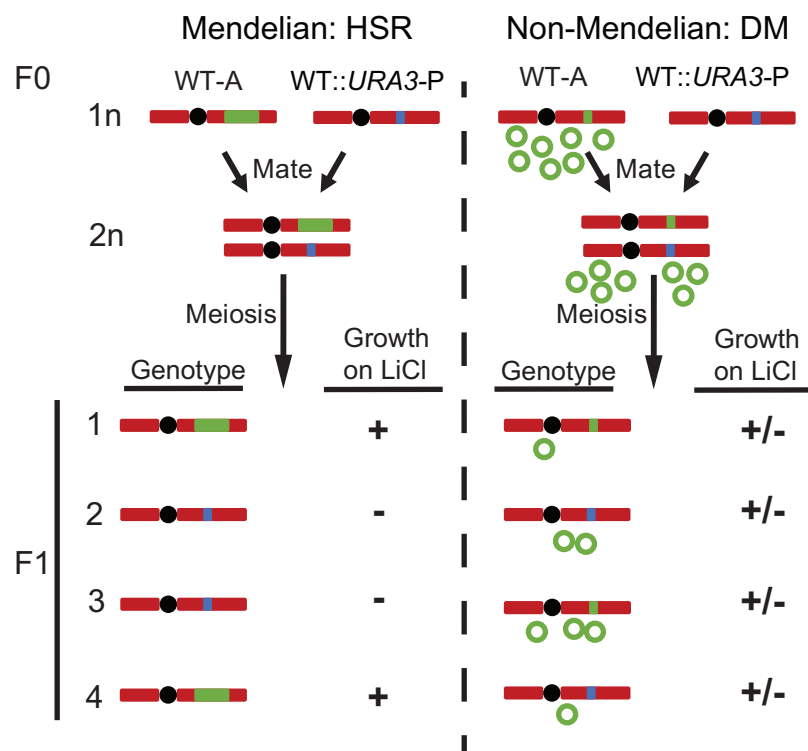 Mendelian: HSR
Non-Mendelian: DM
F0
WT-A
WT::URA3-P
WT-A
WT::URA3-P
1n
Mate
Mate
2n
Meiosis
Meiosis
Genotype
Growth
on LiCl
Genotype
Growth
on LiCl
F1
1
+
+/-
2
-
+/-
3
-
+/-
4
+
+/-